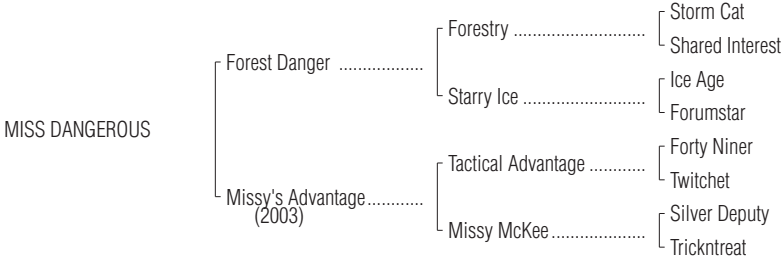 Storm Cat
Forestry ...........................
Shared Interest
Forest Danger ..................
Ice Age
Starry Ice .........................
Forumstar
MISS DANGEROUS
Forty Niner
Tactical Advantage ............
Twitchet
Missy's Advantage............
(2003)
Silver Deputy
Missy McKee....................
Trickntreat